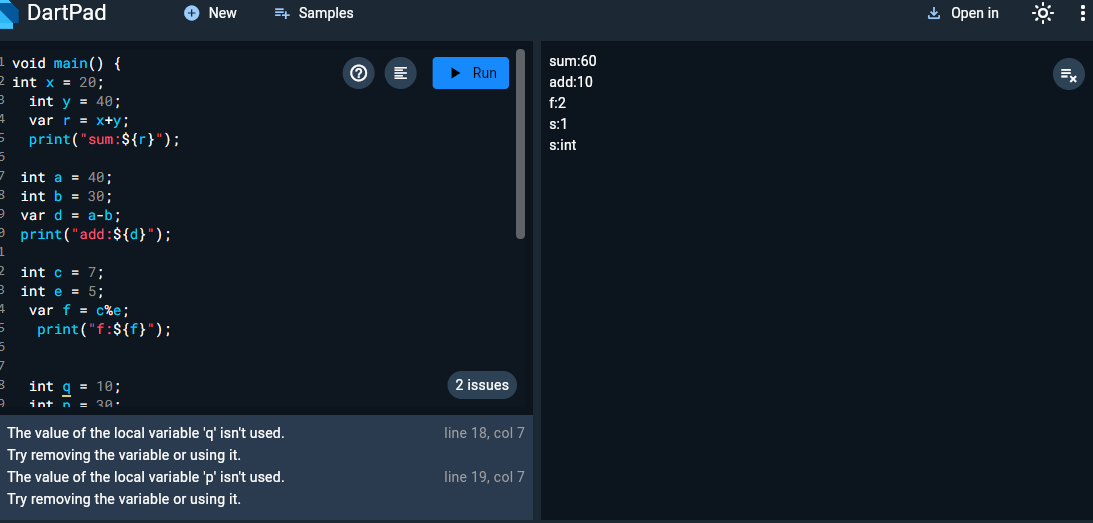 DartPad
New
Samples
Open in
1 void main() {
2 int x = 20;
3 int y = 40;
4 var r = x+y;
5 print("sum:${r}");
6
7 int a = 40;
8 int b = 30;
9 var d = a-b;
0 print("add:${d}");
1
2 int c = 7;
3 int e = 5;
4 var f = c%e;
5 print("f:${f}");
6
7
8 int q = 10;
9 int p = 30;
Run
2 issues
The value of the local variable 'q' isn't used.
line 18, col 7
Try removing the variable or using it.
The value of the local variable 'p' isn't used.
line 19, col 7
Try removing the variable or using it.
sum:60
add:10
f:2
s:1
s:int